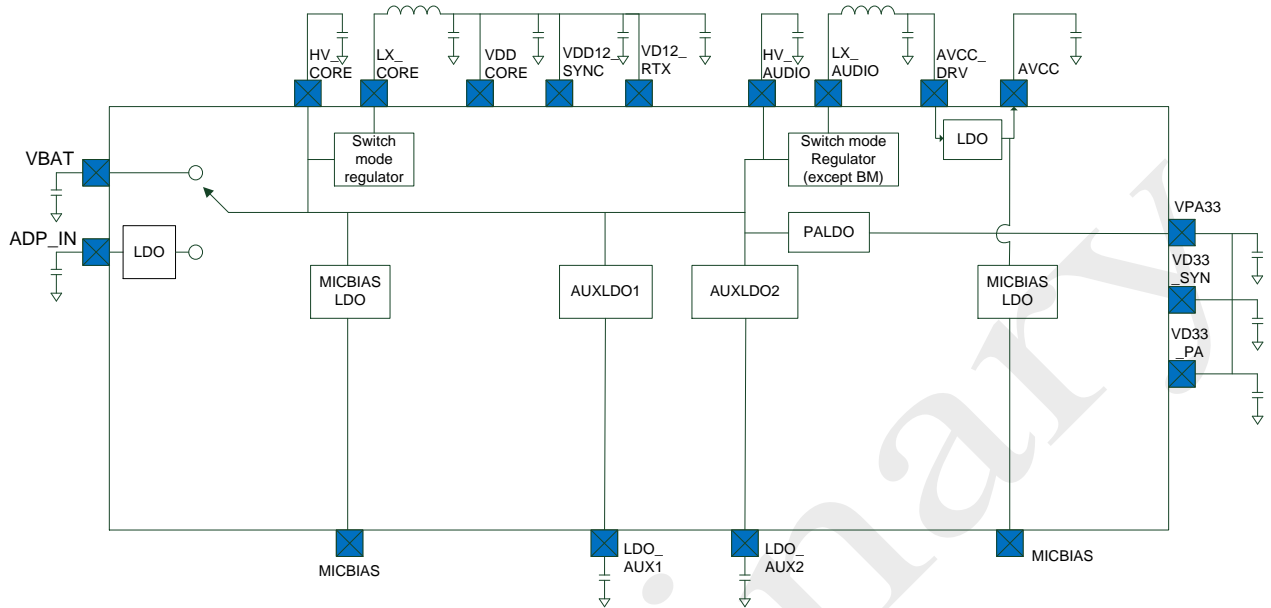 HV_
CORE
LX_
CORE
VDD
CORE
VDD12_
SYNC
VD12_
RTX
HV_
AUDIO
LX_
AUDIO
AVCC_
DRV
AVCC
Switch
mode
regulator
Switch mode
Regulator
(except BM)
LDO
VBAT
ADP_IN
LDO
PALDO
VPA33
MICBIAS
LDO
AUXLDO1
AUXLDO2
MICBIAS
LDO
VD33
_SYN
VD33
_PA
MICBIAS
LDO_
AUX1
LDO_
AUX2
MICBIAS